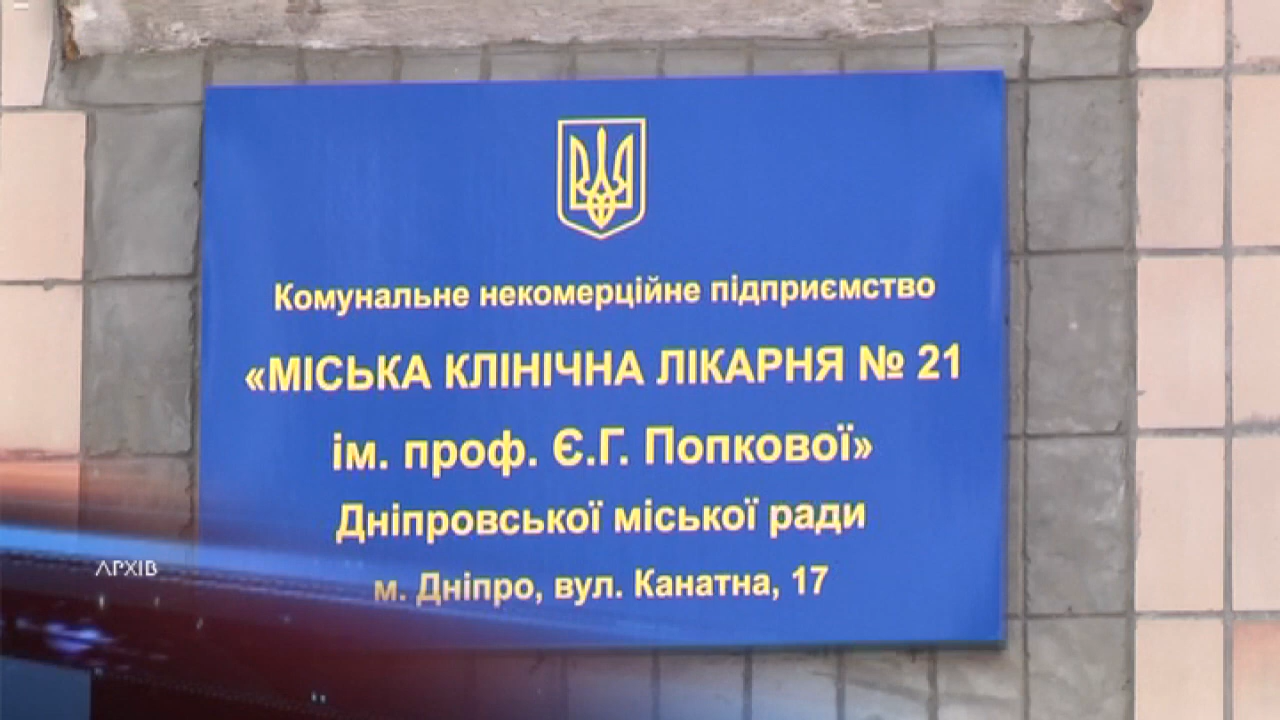 Комунальне некомерційне підприємство
«МІСЬКА КЛІНІЧНА ЛІКАРНЯ № 21
ім. проф. Є.Г. Попкової»
Дніпровської міської ради
м. Дніпро, вул. Канатна, 17
АРХІВ